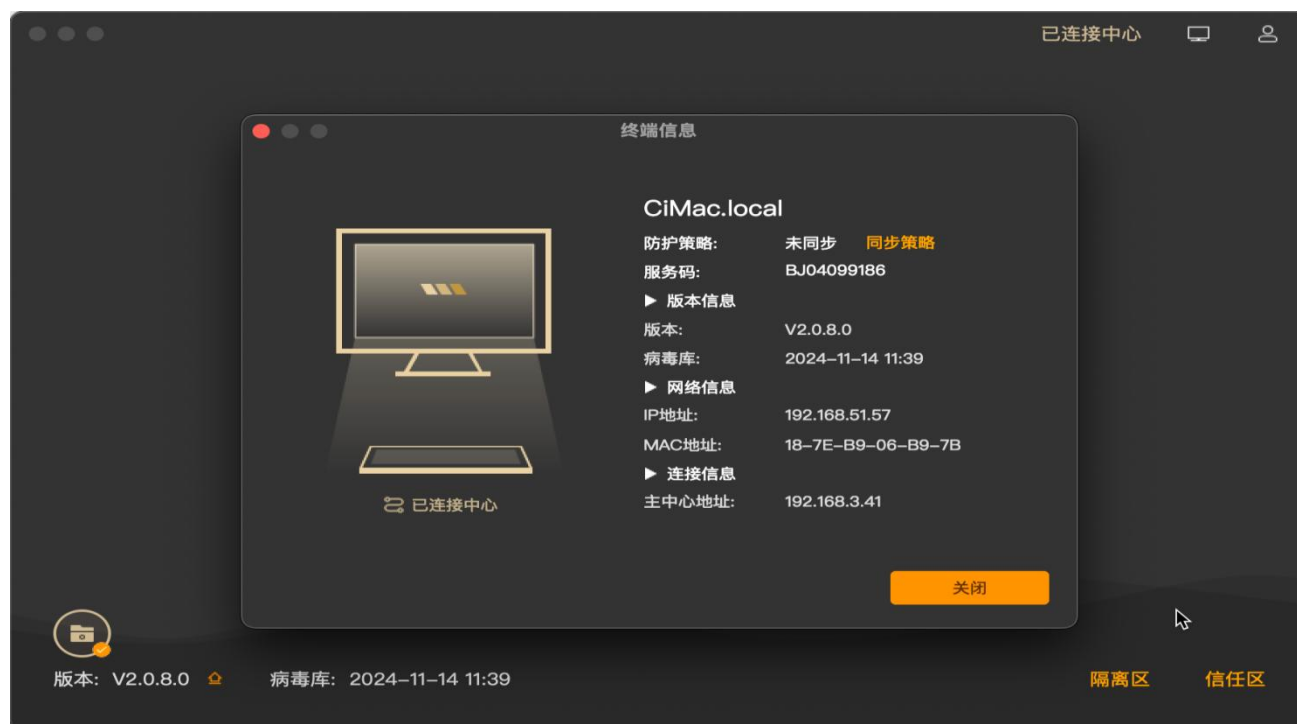 已连接中心
终端信息
CiMac.local
防护策略: 未同步 同步策略
服务码: BJ04099186
▶ 版本信息
版本: V2.0.8.0
病毒库: 2024–11–14 11:39
▶ 网络信息
IP地址: 192.168.51.57
MAC地址: 18–7E–B9–06–B9–7B
▶ 连接信息
主中心地址: 192.168.3.41
已连接中心
关闭
版本: V2.0.8.0 病毒库: 2024–11–14 11:39 隔离区 信任区